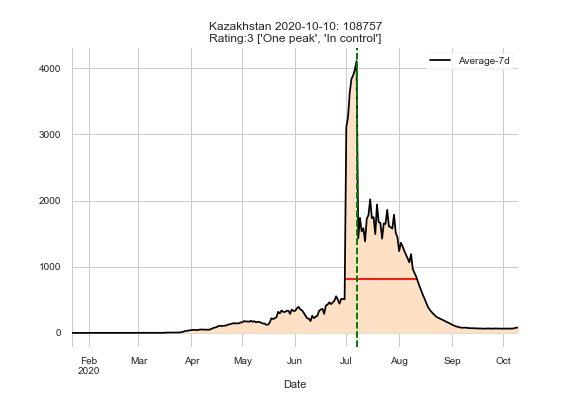 Kazakhstan 2020-10-10: 108757
Rating:3 ['One peak', 'In control']
Average-7d
4000
3000
2000
1000
0
Feb Mar Apr May Jun Jul Aug Sep Oct
2020
Date